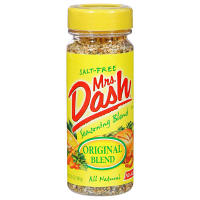 SALT-FREE
Mrs.
Dash
Seasoning Blend
ORIGINAL
BLEND
All Natural